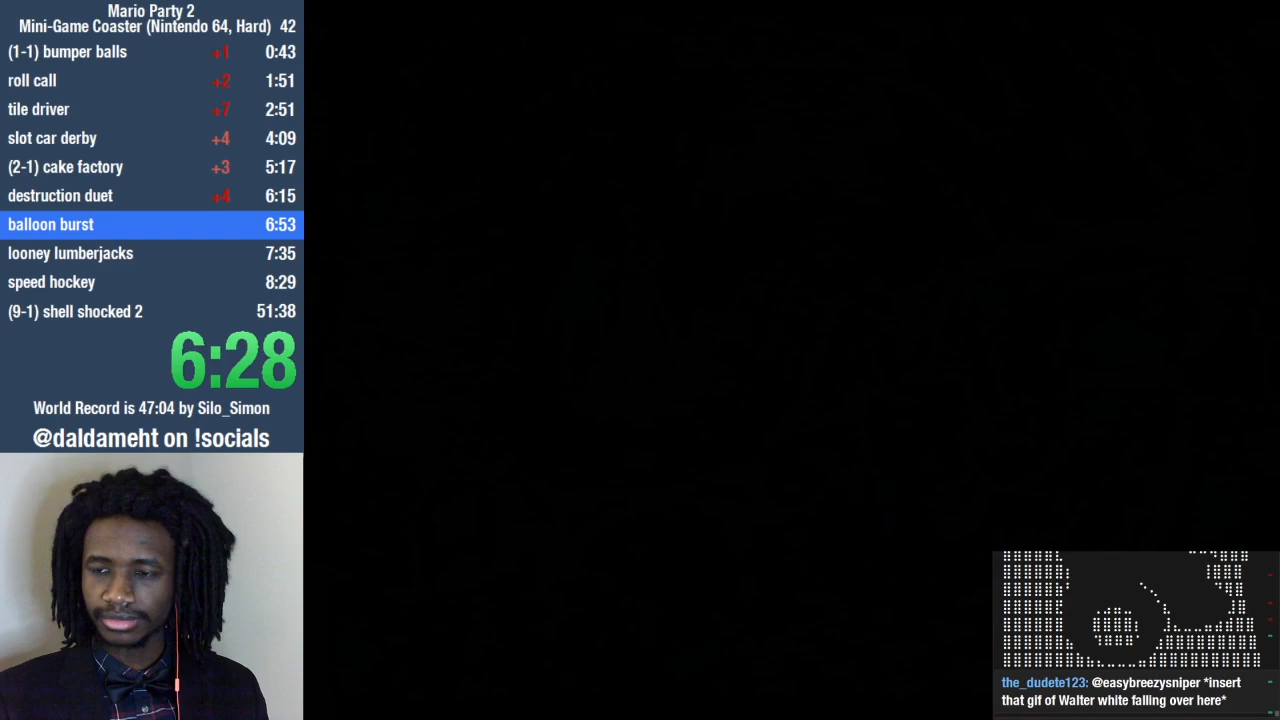 Mario Party 2
Mini-Game Coaster (Nintendo 64, Hard) 42
(1-1) bumper balls +1 0:43
roll call +2 1:51
tile driver +7 2:51
slot car derby +4 4:09
(2-1) cake factory +3 5:17
destruction duet +4 6:15
balloon burst 6:53
looney lumberjacks 7:35
speed hockey 8:29
(9-1) shell shocked 2 51:38
6:28
World Record is 47:04 by Silo_Simon
@daldameht on !socials
the_dudete123: @easybreezysniper *insert
that gif of Walter white falling over here*